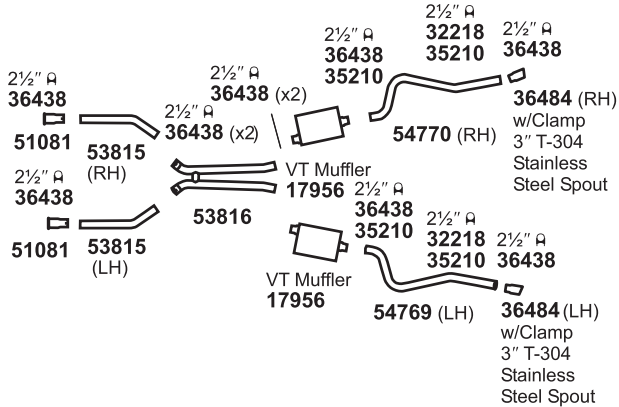 2½"
36438
51081
53815
(RH)
2½"
36438 (x2)
2½"
36438 (x2)
2½"
36438
35210
2½"
32218
35210
2½"
36438
54770 (RH)
36484 (RH)
w/Clamp
3" T-304
Stainless
Steel Spout
VT Muffler
17956
53816
2½"
36438
51081
53815
(LH)
VT Muffler
17956
2½"
36438
35210
2½"
32218
35210
2½"
36438
54769 (LH)
36484 (LH)
w/Clamp
3" T-304
Stainless
Steel Spout